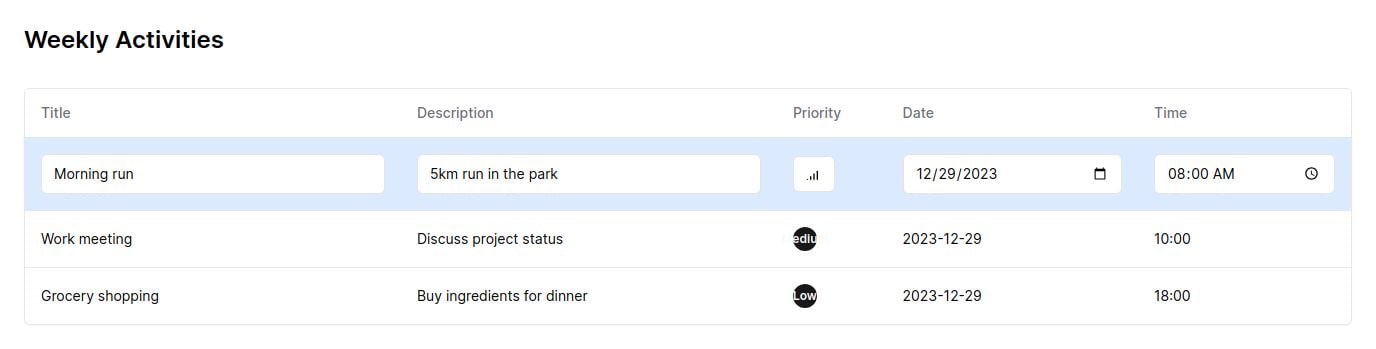 Weekly Activities
Title Description Priority Date Time
Morning run 5km run in the park 12/29/2023 08:00 AM
Work meeting Discuss project status ediu 2023-12-29 10:00
Grocery shopping Buy ingredients for dinner Low 2023-12-29 18:00